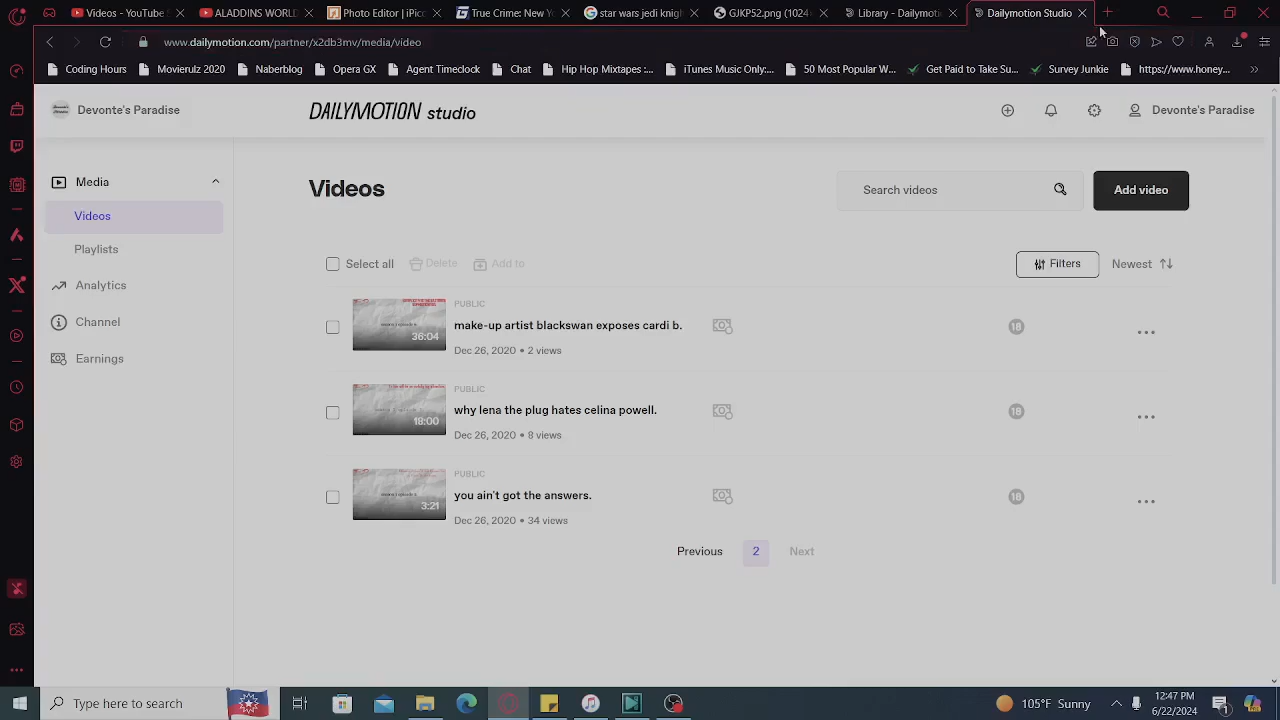 Videos - YouTube S
ALADDINS WORLD
Photo Editor | iPicc
True: New Yo
star wars jedi knigh
GJKP52.png (1024
Library - Dailymotio
Dailymotion Studio
www.dailymotion.com/partner/x2db3mv/media/video
Coding Hours
Movierulz 2020
Naberblog
Opera GX
Agent Timeclock
Chat
Hip Hop Mixtapes :...
iTunes Music Only:...
50 Most Popular W...
Get Paid to Take Su...
Survey Junkie
https://www.honey...
Devonte's Paradise
DAILYMOTION studio
Devonte's Paradise
Media
Videos
Playlists
Analytics
Channel
Earnings
Videos
Search videos
Add video
Select all
Delete
Add to
Filters
Newest
PUBLIC
36:04
make-up artist blackswan exposes cardi b.
18
Dec 26, 2020 • 2 views
PUBLIC
18:00
why lena the plug hates celina powell.
18
Dec 26, 2020 • 8 views
PUBLIC
3:21
you ain't got the answers.
18
Dec 26, 2020 • 34 views
Previous
2
Next
Type here to search
105°F Sunny
12:47 PM
6/22/2024